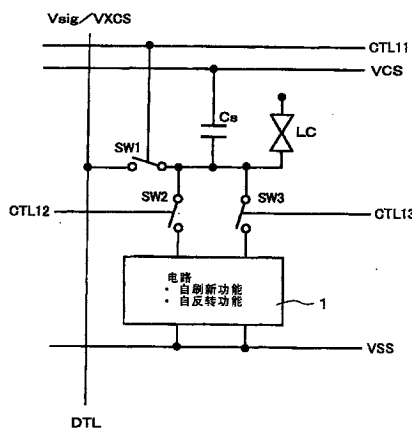 Vsig/VXCS
CTL11
VCS
Cs
LC
SW1
SW2
SW3
CTL12
CTL13
电路
· 自刷新功能
· 自反转功能
1
VSS
DTL